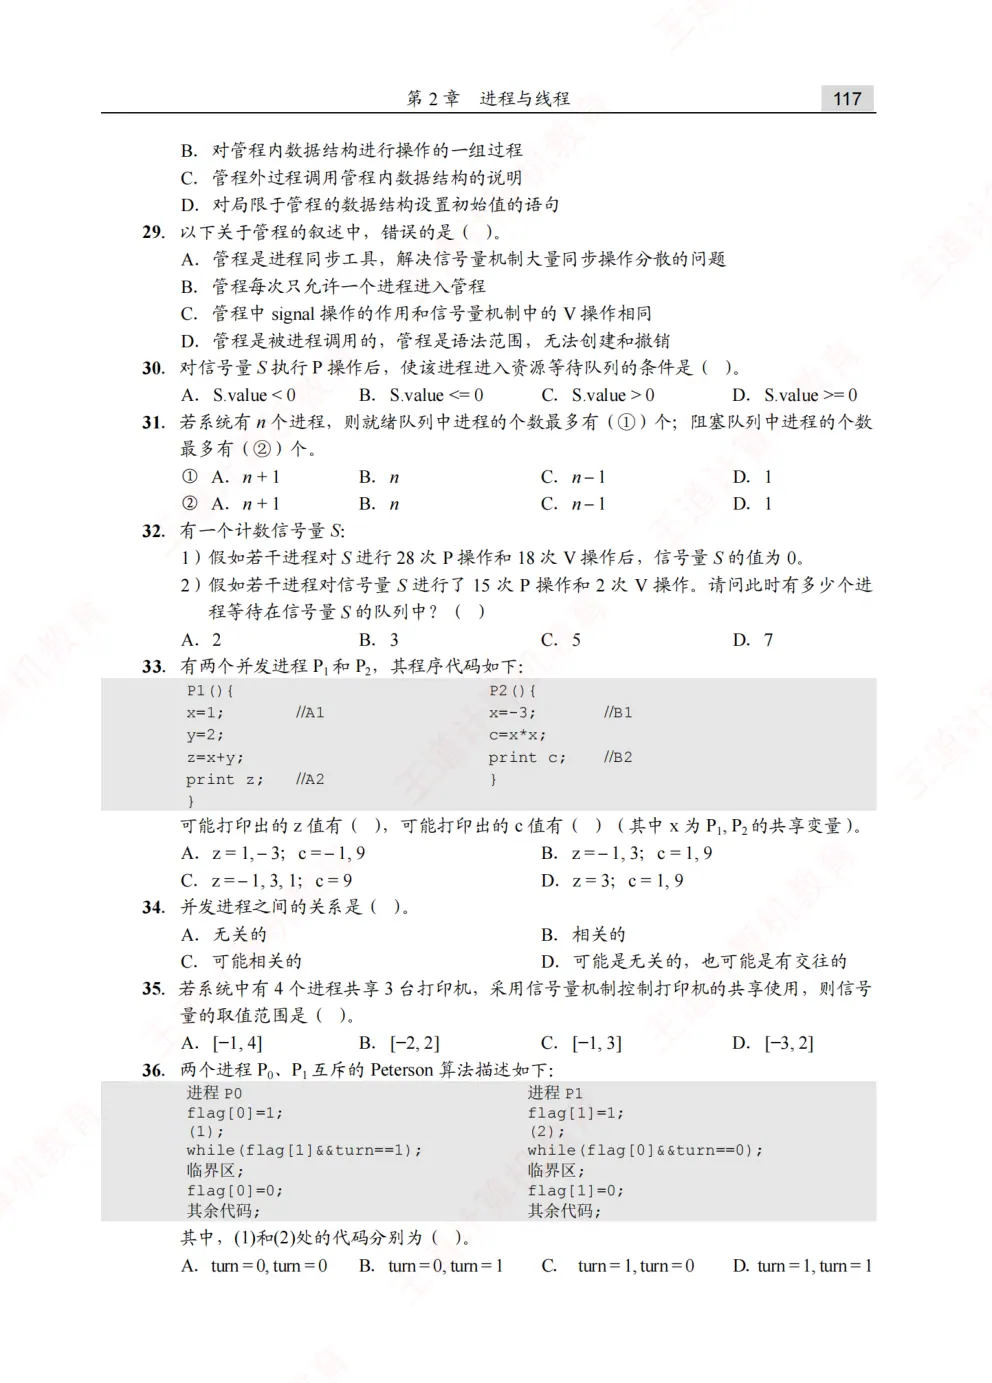 第 2 章 进程与线程 117
B. 对管程内数据结构进行操作的一组过程
C. 管程外过程调用管程内数据结构的说明
D. 对局限于管程的数据结构设置初始值的语句
29. 以下关于管程的叙述中，错误的是（ ）。
A. 管程是进程同步工具，解决信号量机制大量同步操作分散的问题
B. 管程每次只允许一个进程进入管程
C. 管程中 signal 操作的作用和信号量机制中的 V 操作相同
D. 管程是被进程调用的，管程是语法范围，无法创建和撤销
30. 对信号量 S 执行 P 操作后，使该进程进入资源等待队列的条件是（ ）。
A. S.value < 0 B. S.value <= 0 C. S.value > 0 D. S.value >= 0
31. 若系统有 n 个进程，则就绪队列中进程的个数最多有（①）个；阻塞队列中进程的个数
最多有（②）个。
① A. n + 1 B. n C. n – 1 D. 1
② A. n + 1 B. n C. n – 1 D. 1
32. 有一个计数信号量 S:
1）假如若干进程对 S 进行 28 次 P 操作和 18 次 V 操作后，信号量 S 的值为 0。
2）假如若干进程对信号量 S 进行了 15 次 P 操作和 2 次 V 操作。请问此时有多少个进
程等待在信号量 S 的队列中？（ ）
A. 2 B. 3 C. 5 D. 7
33. 有两个并发进程 P1 和 P2，其程序代码如下：
P1(){ P2(){
x=1; //A1 x=-3; //B1
y=2; c=x*x;
z=x+y; print c; //B2
print z; //A2 }
}
可能打印出的 z 值有（ ），可能打印出的 c 值有（ ）（其中 x 为 P1, P2 的共享变量）。
A. z = 1, – 3；c = – 1, 9 B. z = – 1, 3；c = 1, 9
C. z = – 1, 3, 1；c = 9 D. z = 3；c = 1, 9
34. 并发进程之间的关系是（ ）。
A. 无关的 B. 相关的
C. 可能相关的 D. 可能是无关的，也可能是有交往的
35. 若系统中有 4 个进程共享 3 台打印机，采用信号量机制控制打印机的共享使用，则信号
量的取值范围是（ ）。
A. [−1, 4] B. [−2, 2] C. [−1, 3] D. [−3, 2]
36. 两个进程 P0、P1 互斥的 Peterson 算法描述如下：
进程 P0 进程 P1
flag[0]=1; flag[1]=1;
(1); (2);
while(flag[1]&&turn==1); while(flag[0]&&turn==0);
临界区; 临界区;
flag[0]=0; flag[1]=0;
其余代码; 其余代码;
其中，(1)和(2)处的代码分别为（ ）。
A. turn = 0, turn = 0 B. turn = 0, turn = 1 C. turn = 1, turn = 0 D. turn = 1, turn = 1